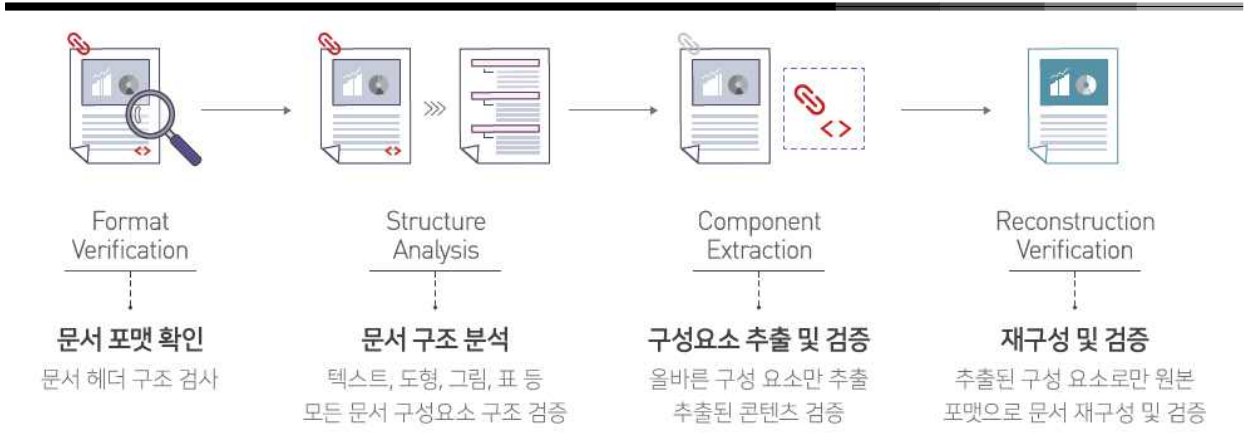 Format
Verification
문서 포맷 확인
문서 헤더 구조 검사
Structure
Analysis
문서 구조 분석
텍스트, 도형, 그림, 표 등
모든 문서 구성요소 구조 검증
Component
Extraction
구성요소 추출 및 검증
올바른 구성 요소만 추출
추출된 콘텐츠 검증
Reconstruction
Verification
재구성 및 검증
추출된 구성 요소로만 원본
포맷으로 문서 재구성 및 검증